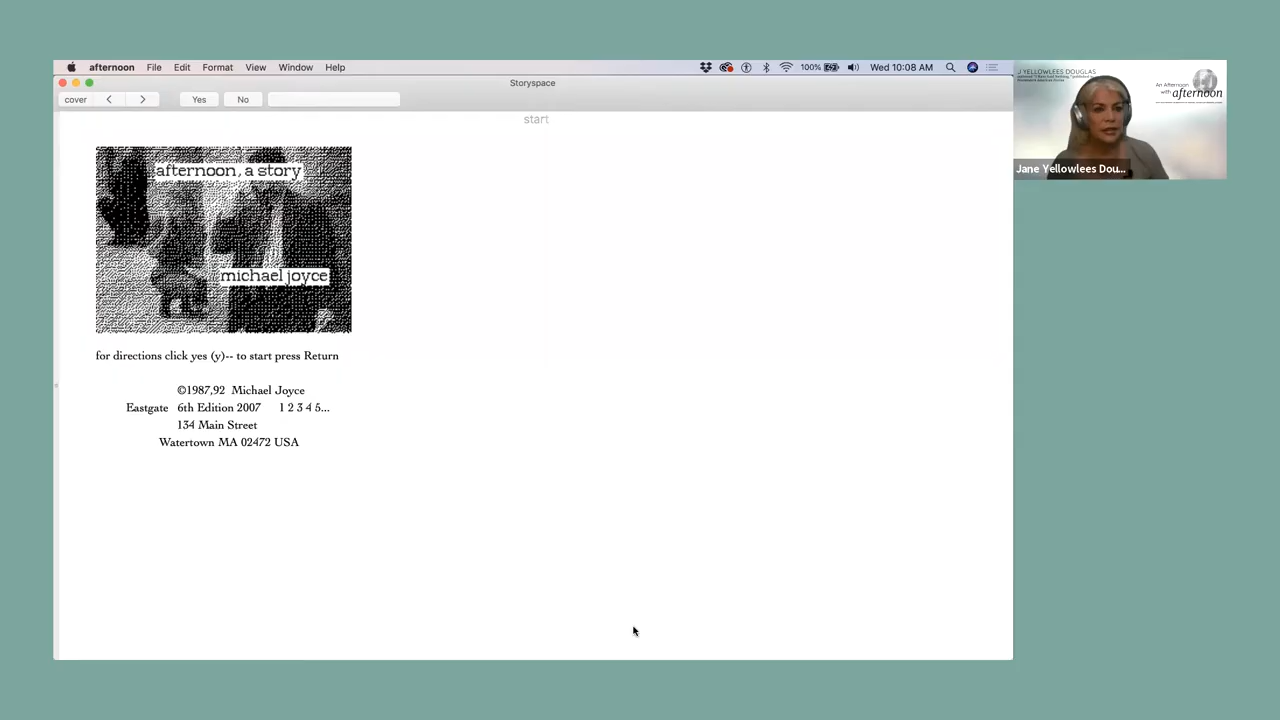 afternoon File Edit Format View Window Help 100% Wed 10:08 AM
Storyspace
cover Yes No
start
afternoon, a story
michael joyce
for directions click yes (y)-- to start press Return
©1987,92 Michael Joyce
Eastgate 6th Edition 2007 1 2 3 4 5...
134 Main Street
Watertown MA 02472 USA
J YELLOWLEES DOUGLAS
An Afternoon
with afternoon
Jane Yellowlees Dou...